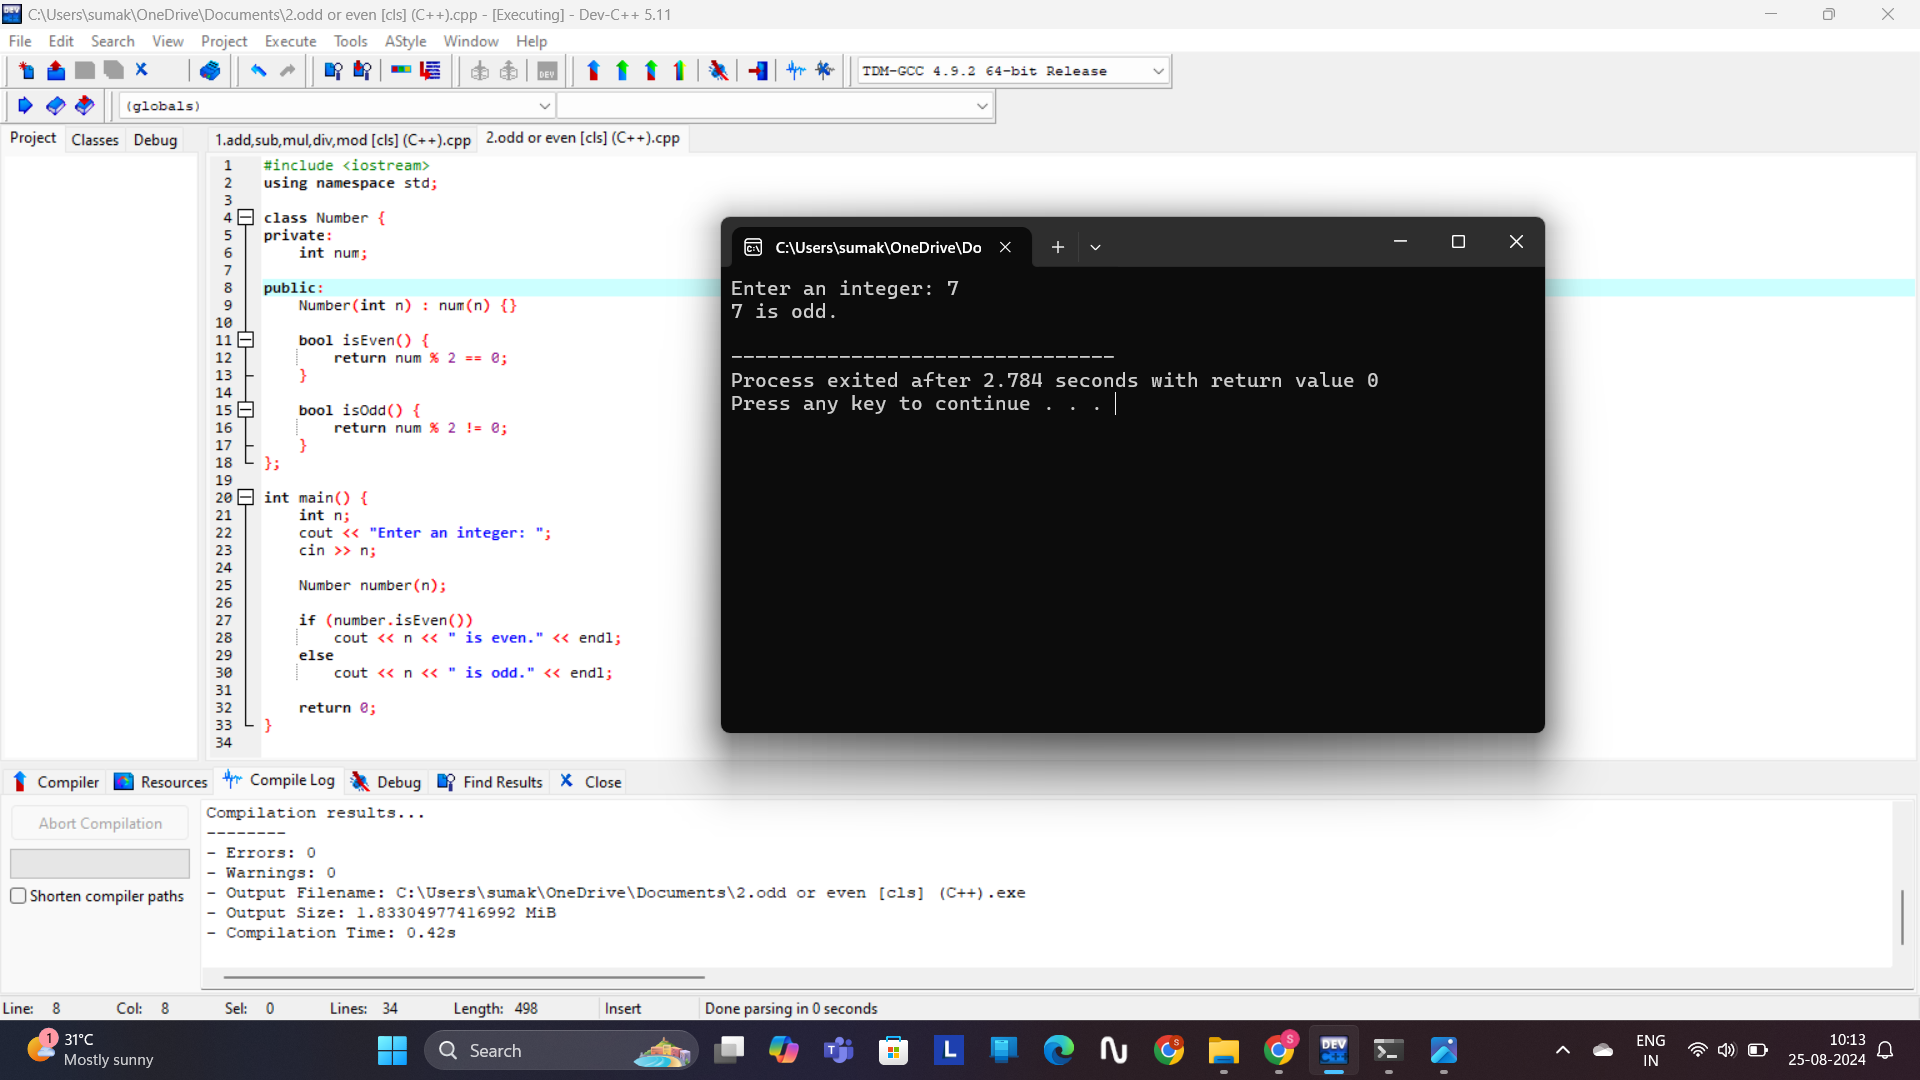 C:\Users\sumak\OneDrive\Documents\2.odd or even [cls] (C++).cpp - [Executing] - Dev-C++ 5.11
File Edit Search View Project Execute Tools AStyle Window Help
TDM-GCC 4.9.2 64-bit Release
(globals)
Project Classes Debug
1.add,sub,mul,div,mod [cls] (C++).cpp 2.odd or even [cls] (C++).cpp
1 #include <iostream>
2 using namespace std;
3
4 class Number {
5 private:
6 int num;
7
8 public:
9 Number(int n) : num(n) {}
10
11 bool isEven() {
12 return num % 2 == 0;
13 }
14
15 bool isOdd() {
16 return num % 2 != 0;
17 }
18 };
19
20 int main() {
21 int n;
22 cout << "Enter an integer: ";
23 cin >> n;
24
25 Number number(n);
26
27 if (number.isEven())
28 cout << n << " is even." << endl;
29 else
30 cout << n << " is odd." << endl;
31
32 return 0;
33 }
34
C:\Users\sumak\OneDrive\Do
Enter an integer: 7
7 is odd.
--------------------------------
Process exited after 2.784 seconds with return value 0
Press any key to continue . . .
Compiler Resources Compile Log Debug Find Results Close
Abort Compilation
Shorten compiler paths
Compilation results...
--------
- Errors: 0
- Warnings: 0
- Output Filename: C:\Users\sumak\OneDrive\Documents\2.odd or even [cls] (C++).exe
- Output Size: 1.83304977416992 MiB
- Compilation Time: 0.42s
Line: 8 Col: 8 Sel: 0 Lines: 34 Length: 498 Insert Done parsing in 0 seconds
1
31°C
Mostly sunny
Search
L
S
S
DEV
C++
ENG
IN
10:13
25-08-2024